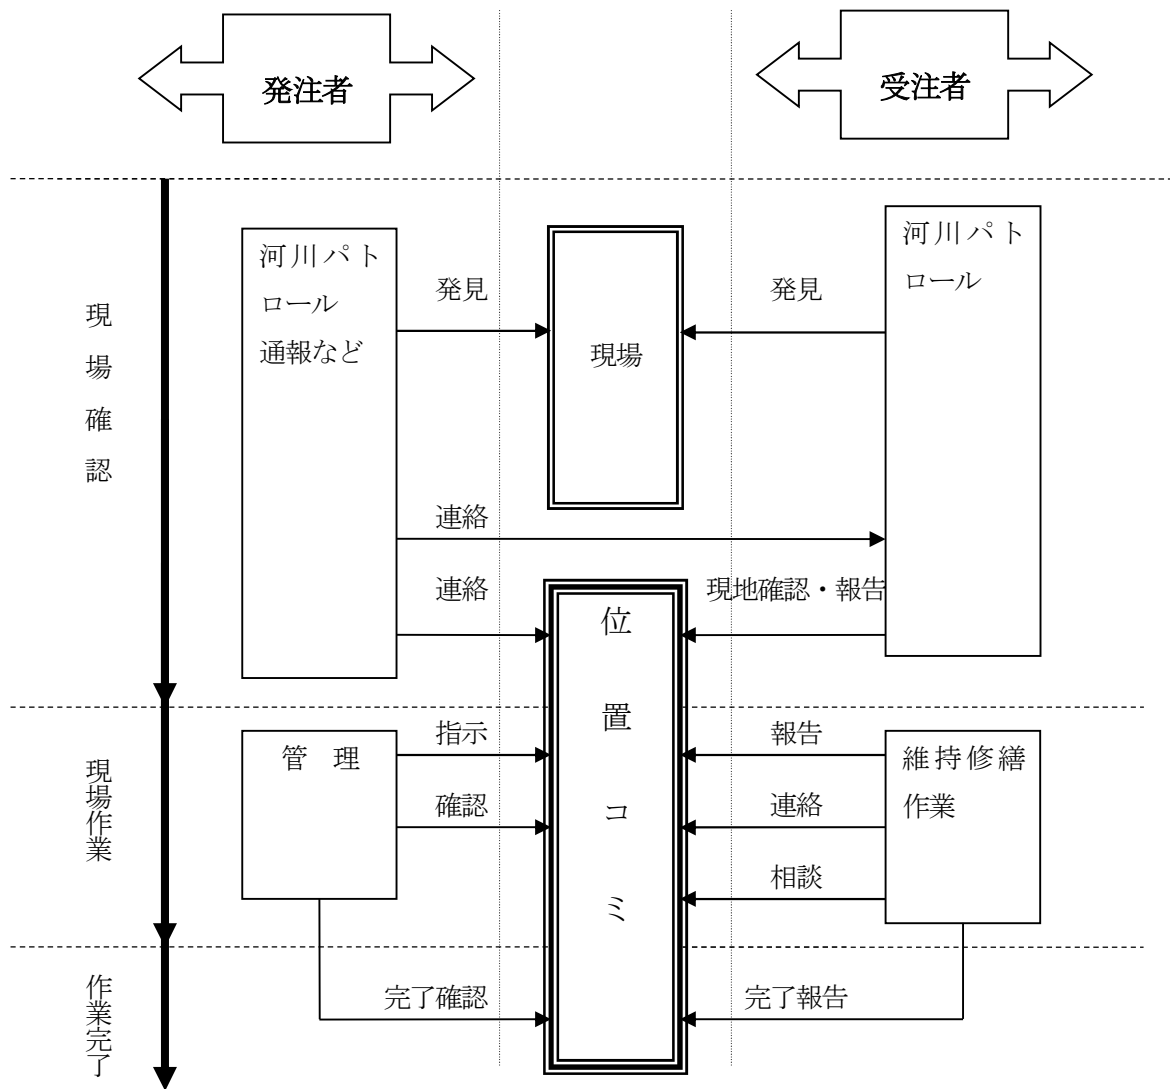 発注者
受注者
現場確認
河川パト
ロール
通報など
発見
現場
発見
河川パト
ロール
連絡
連絡
現地確認・報告
位置コミ
現場作業
管 理
指示
確認
報告
連絡
相談
維持修繕
作業
作業完了
完了確認
完了報告